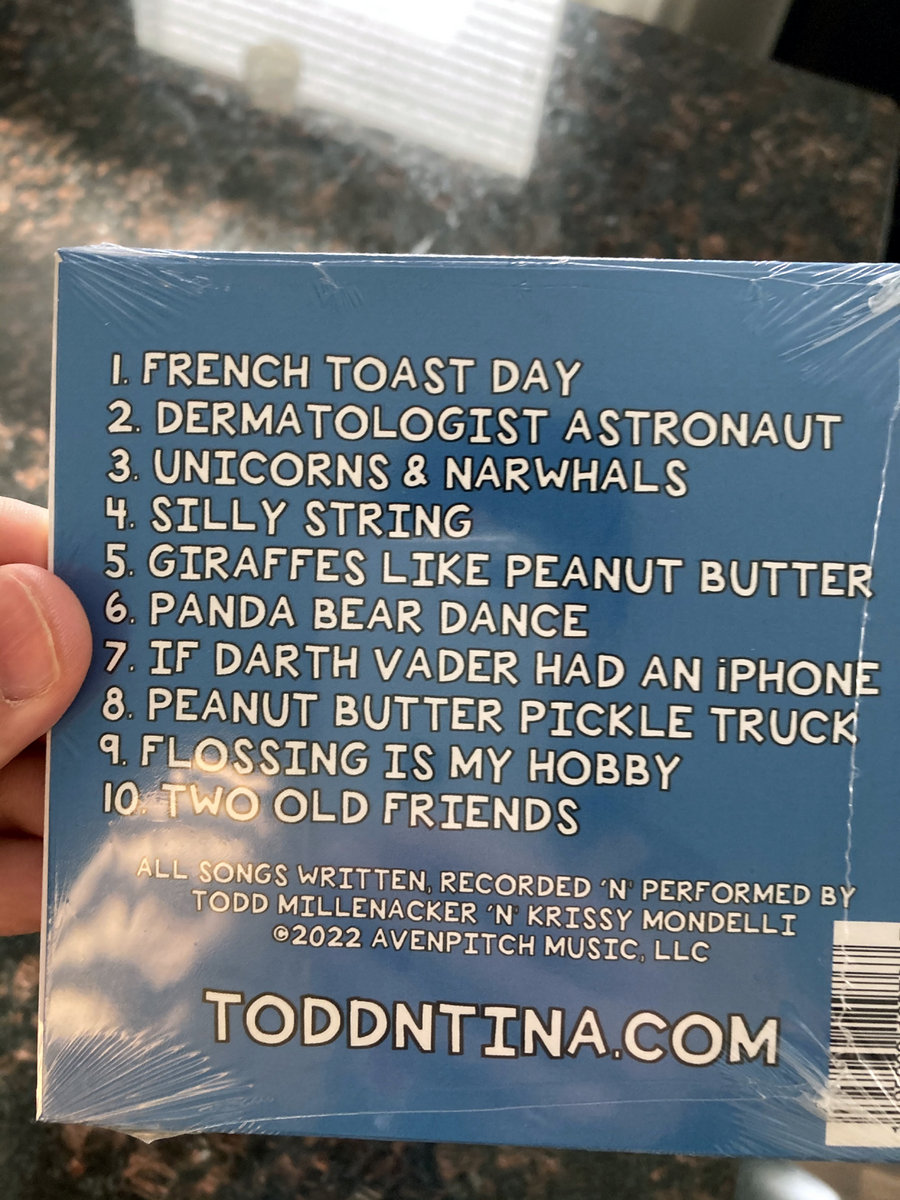 1. FRENCH TOAST DAY
2. DERMATOLOGIST ASTRONAUT
3. UNICORNS & NARWHALS
4. SILLY STRING
5. GIRAFFES LIKE PEANUT BUTTER
6. PANDA BEAR DANCE
7. IF DARTH VADER HAD AN iPHONE
8. PEANUT BUTTER PICKLE TRUCK
9. FLOSSING IS MY HOBBY
10. TWO OLD FRIENDS
ALL SONGS WRITTEN, RECORDED 'N' PERFORMED BY
TODD MILLENACKER 'N' KRISSY MONDELLI
©2022 AVENPITCH MUSIC, LLC
TODDNTINA.COM